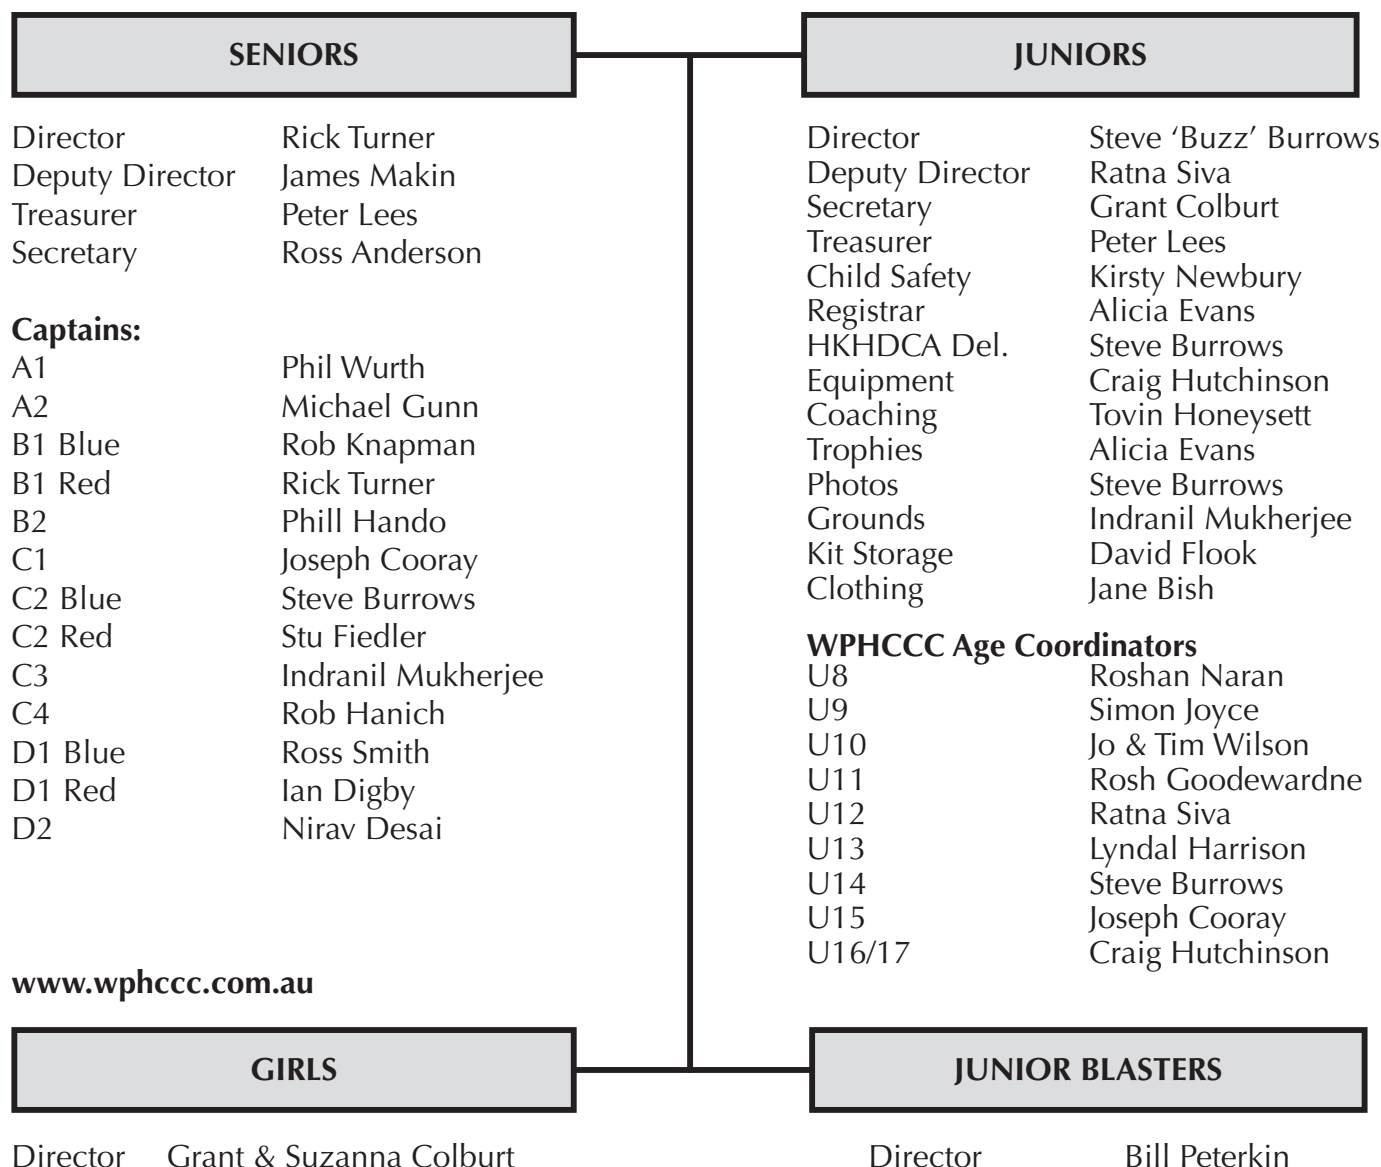 SENIORS
Director Rick Turner
Deputy Director James Makin
Treasurer Peter Lees
Secretary Ross Anderson
Captains:
A1 Phil Wurth
A2 Michael Gunn
B1 Blue Rob Knapman
B1 Red Rick Turner
B2 Phill Hando
C1 Joseph Cooray
C2 Blue Steve Burrows
C2 Red Stu Fiedler
C3 Indranil Mukherjee
C4 Rob Hanich
D1 Blue Ross Smith
D1 Red Ian Digby
D2 Nirav Desai
www.wphccc.com.au
JUNIORS
Director Steve ‘Buzz’ Burrows
Deputy Director Ratna Siva
Secretary Grant Colburt
Treasurer Peter Lees
Child Safety Kirsty Newbury
Registrar Alicia Evans
HKHDCA Del. Steve Burrows
Equipment Craig Hutchinson
Coaching Tovin Honeysett
Trophies Alicia Evans
Photos Steve Burrows
Grounds Indranil Mukherjee
Kit Storage David Flook
Clothing Jane Bish
WPHCCC Age Coordinators
U8 Roshan Naran
U9 Simon Joyce
U10 Jo & Tim Wilson
U11 Rosh Goodewardne
U12 Ratna Siva
U13 Lyndal Harrison
U14 Steve Burrows
U15 Joseph Cooray
U16/17 Craig Hutchinson
GIRLS
Director Grant & Suzanna Colburt
JUNIOR BLASTERS
Director Bill Peterkin